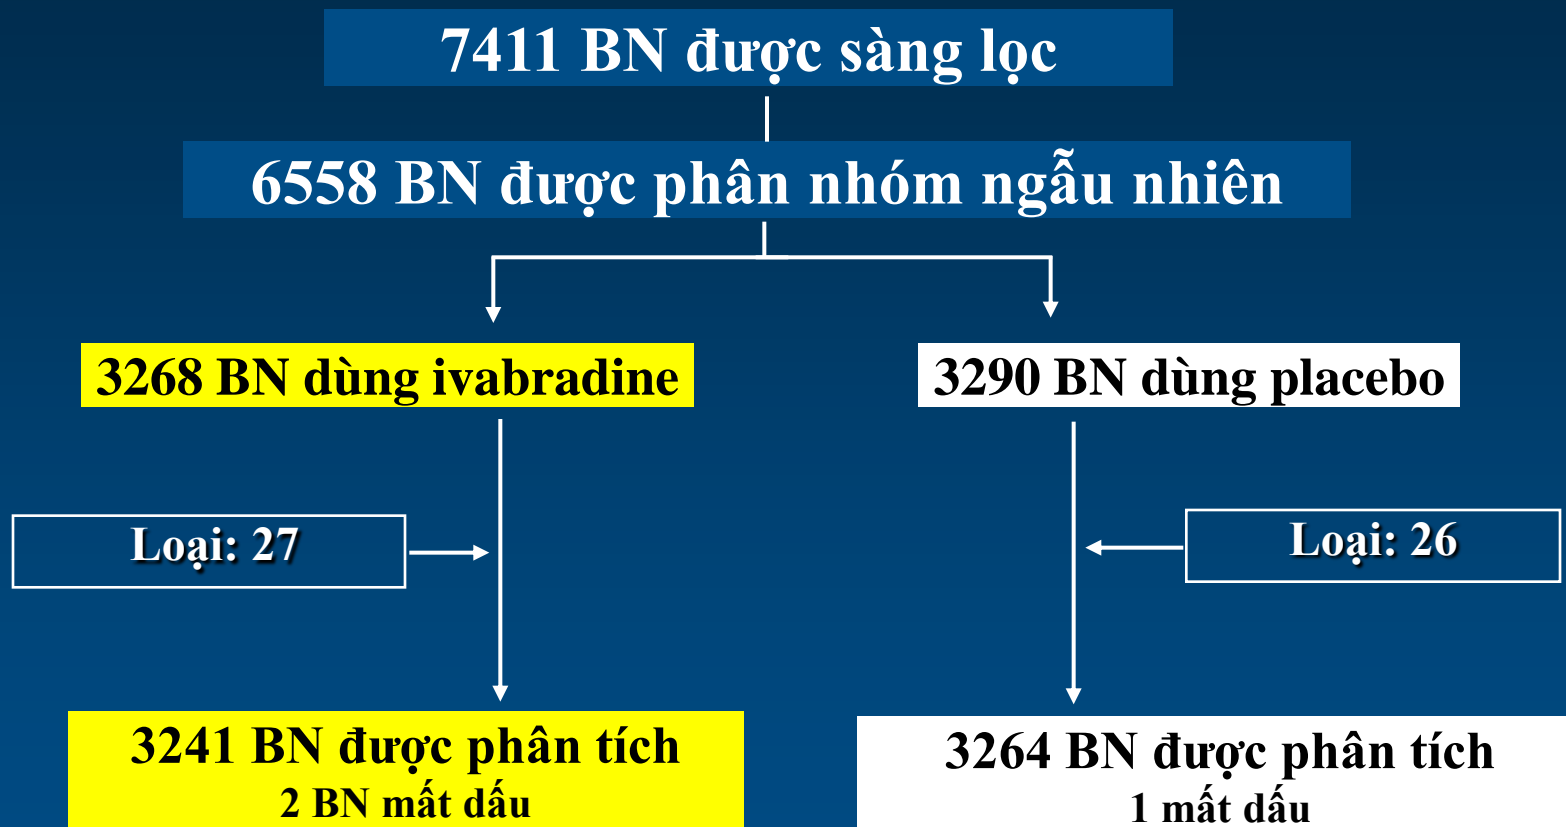 7411 BN được sàng lọc
6558 BN được phân nhóm ngẫu nhiên
3268 BN dùng ivabradine
3290 BN dùng placebo
Loại: 27
Loại: 26
3241 BN được phân tích
2 BN mất dấu
3264 BN được phân tích
1 mất dấu